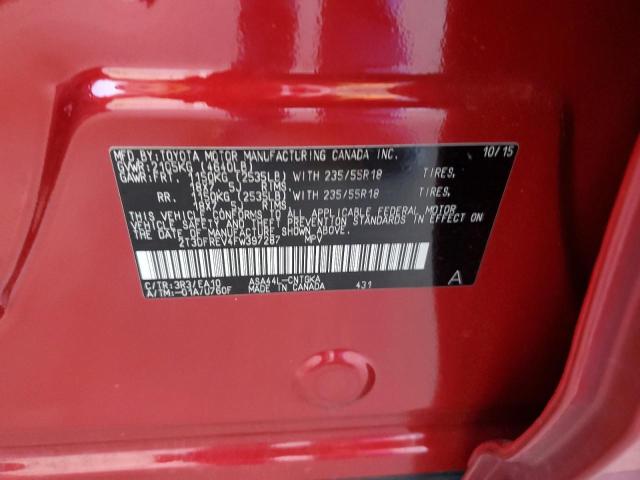 MFD.BY:TOYOTA MOTOR MANUFACTURING CANADA INC. 10/15
GVWR:2105KG(4640LB)
GAWR:FRT. 1150KG(2535LB)WITH 235/55R18 TIRES,
18X7 5J RIMS,
RR. 1150KG(2535LB)WITH 235/55R18 TIRES,
18X7 5J RIMS,
THIS VEHICLE CONFORMS TO ALL APPLICABLE FEDERAL MOTOR
VEHICLE SAFETY AND THEFT PREVENTION STANDARDS IN EFFECT ON
THE DATE OF MANUFACTURE SHOWN ABOVE.
2T3DFREV4FW397287 MPV
A
C/TR:3R3/EA10 ASA44L-CNTGKA
A/TM:-01A/U760F MADE IN CANADA 431